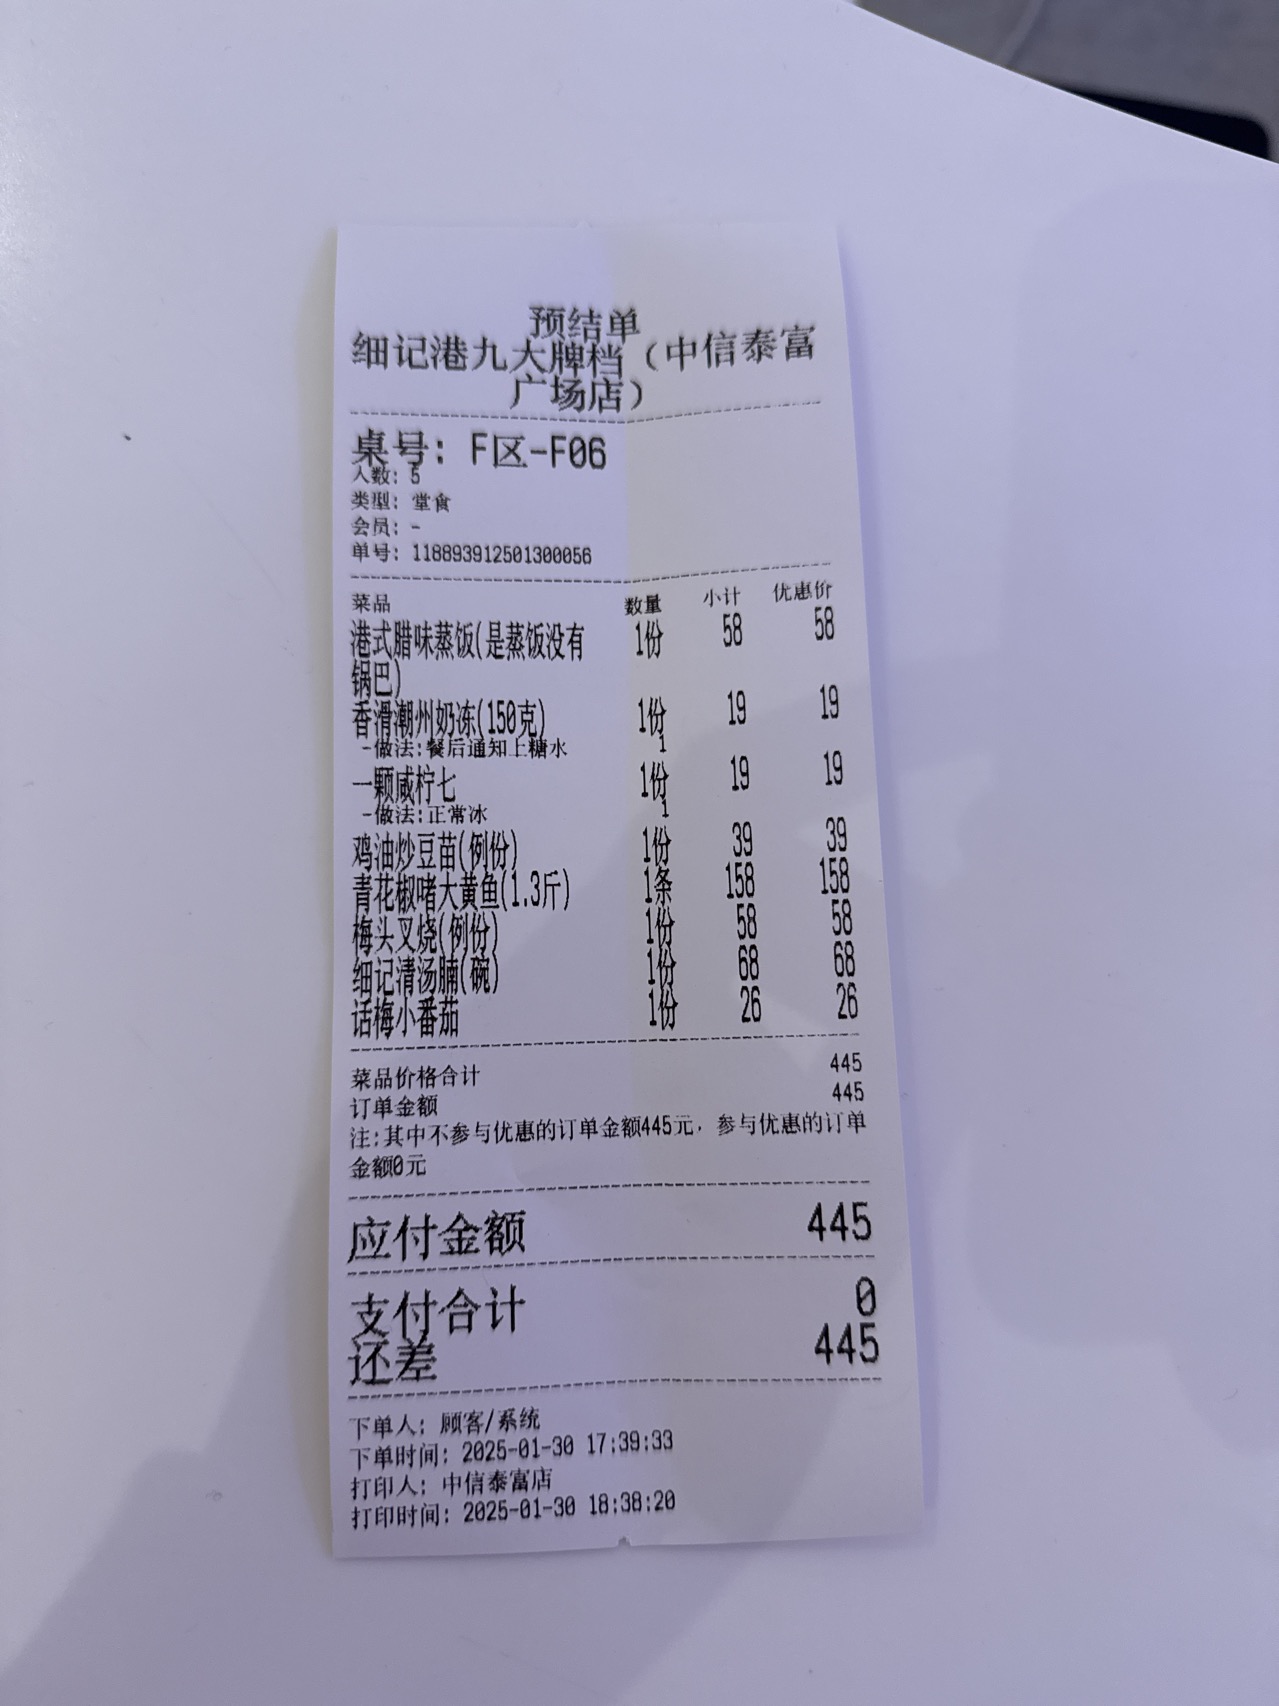 预结单
细记港九大牌档（中信泰富
广场店）
桌号: F区-F06
人数: 5
类型: 堂食
会员: -
单号: 118893912501300056
菜品 数量 小计 优惠价
港式腊味蒸饭(是蒸饭没有 1份 58 58
锅巴)
香滑潮州奶冻(150克) 1份 19 19
-做法:餐后通知上糖水 1
一颗咸柠七 1份 19 19
-做法:正常冰 1
鸡油炒豆苗(例份) 1份 39 39
青花椒啫大黄鱼(1.3斤) 1条 158 158
梅头叉烧(例份) 1份 58 58
细记清汤腩(碗) 1份 68 68
话梅小番茄 1份 26 26
菜品价格合计 445
订单金额 445
注:其中不参与优惠的订单金额445元，参与优惠的订单
金额0元
应付金额 445
支付合计 0
还差 445
下单人: 顾客/系统
下单时间: 2025-01-30 17:39:33
打印人: 中信泰富店
打印时间: 2025-01-30 18:38:20